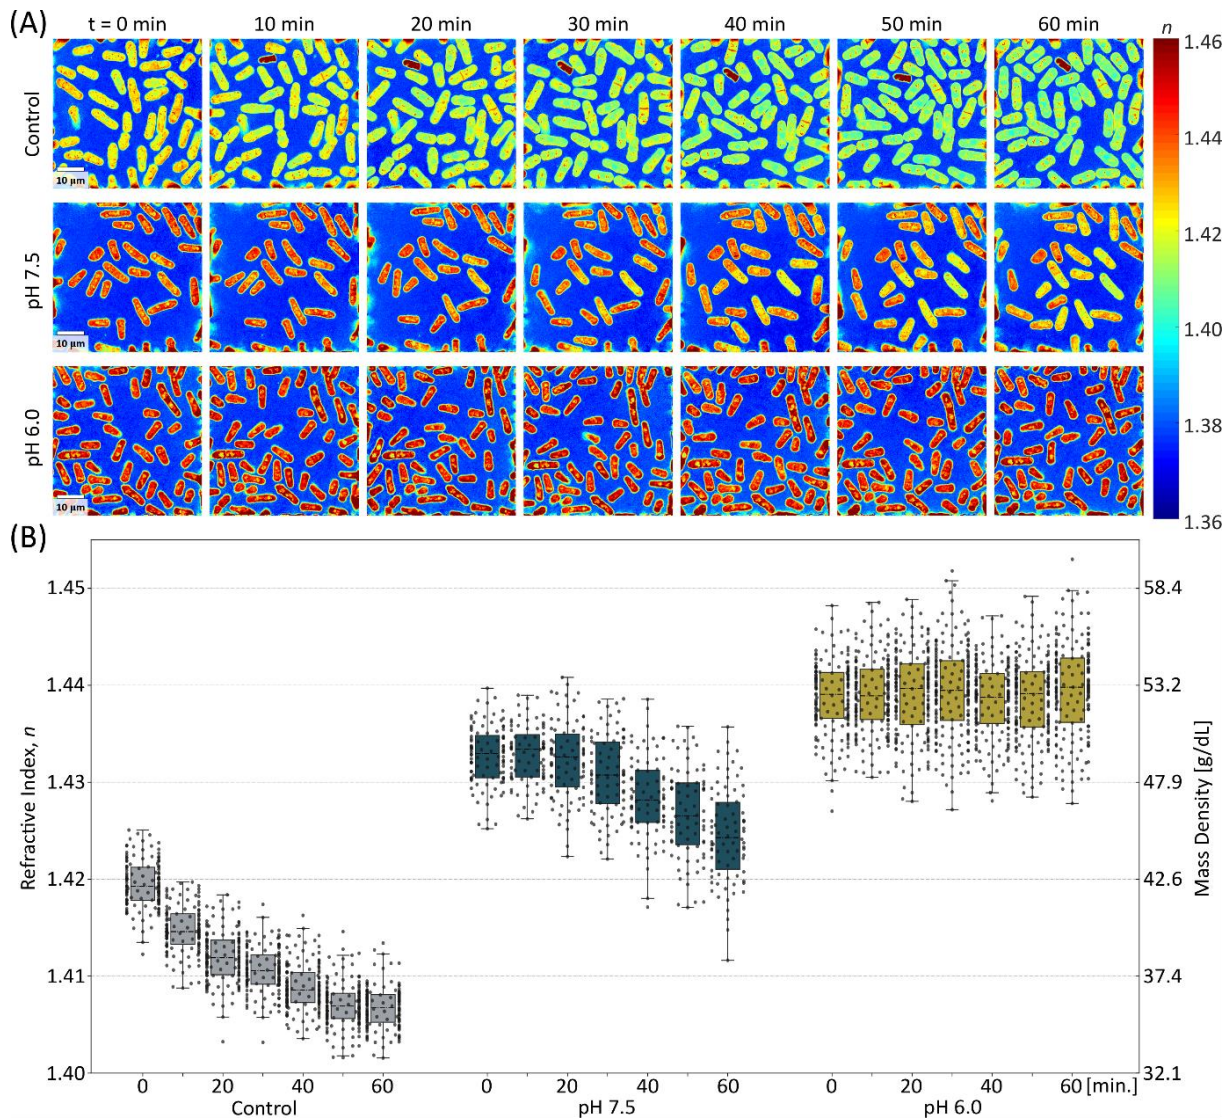 (A)
t = 0 min 10 min 20 min 30 min 40 min 50 min 60 min n
Control
10 µm
pH 7.5
10 µm
pH 6.0
10 µm
1.46
1.44
1.42
1.40
1.38
1.36
(B)
Refractive Index, n
1.45
1.44
1.43
1.42
1.41
1.40
58.4
53.2
47.9
42.6
37.4
32.1
Mass Density [g/dL]
0 20 40 60 0 20 40 60 0 20 40 60 [min.]
Control pH 7.5 pH 6.0